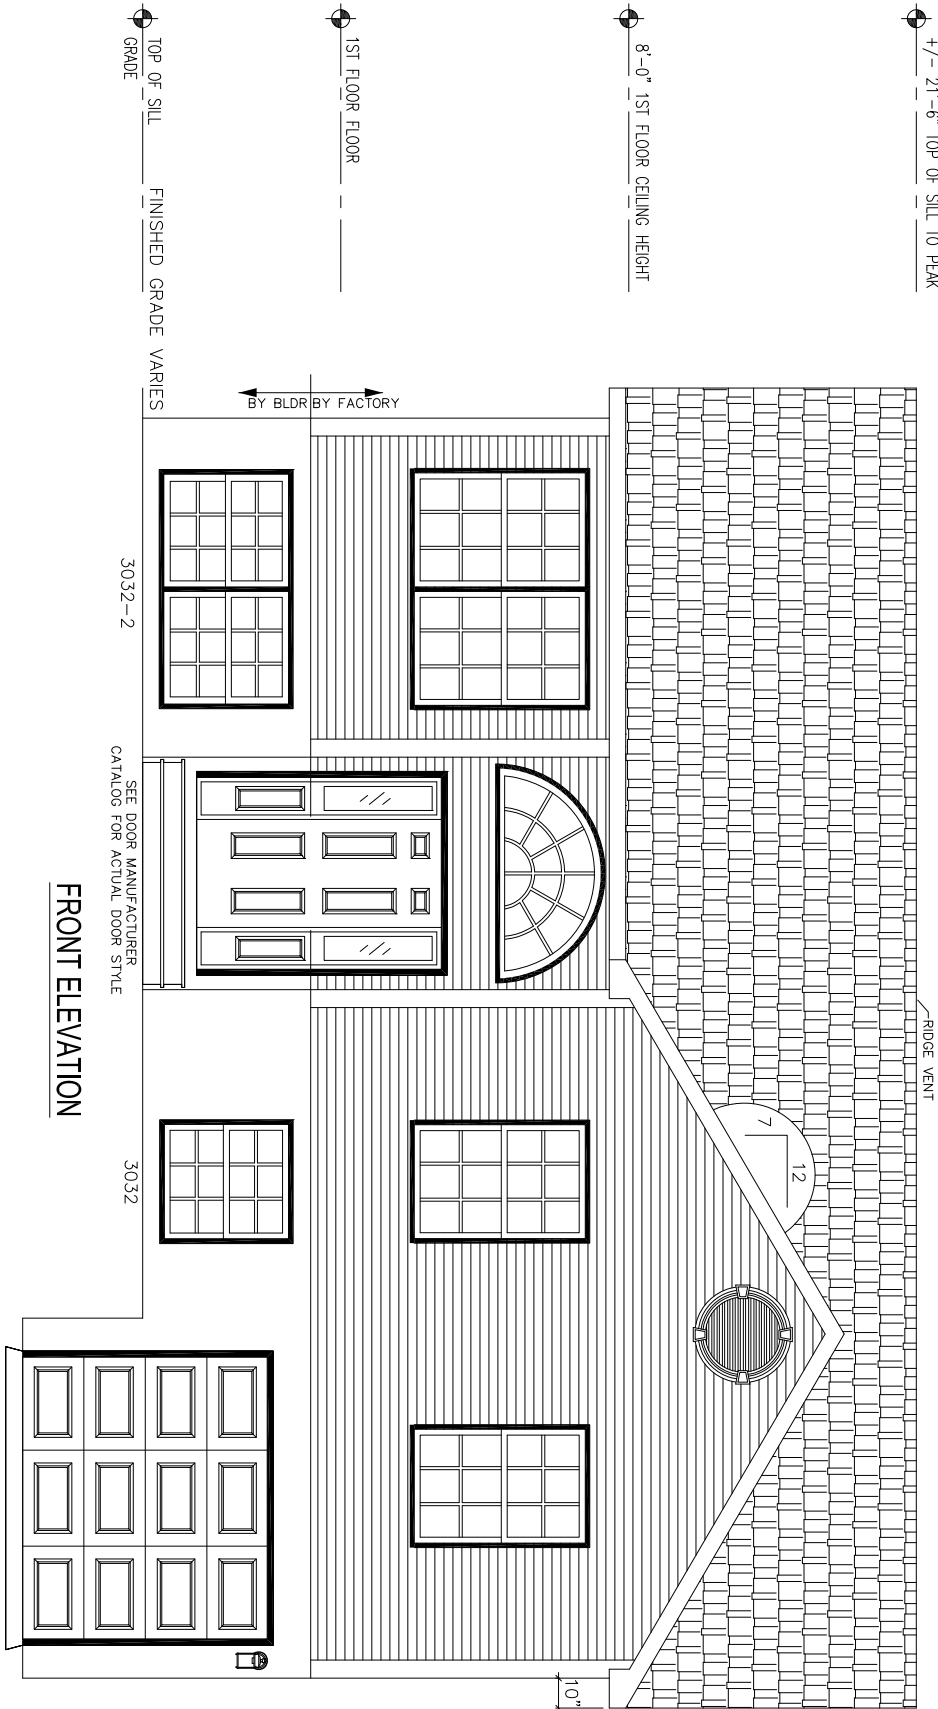 +/- 21'-6" TOP OF SILL TO PEAK
RIDGE VENT
8'-0" 1ST FLOOR CEILING HEIGHT
12
7
10"
1ST FLOOR FLOOR
BY FACTORY
BY BLDR
TOP OF SILL
GRADE
FINISHED GRADE VARIES
3032-2
SEE DOOR MANUFACTURER
CATALOG FOR ACTUAL DOOR STYLE
3032
FRONT ELEVATION